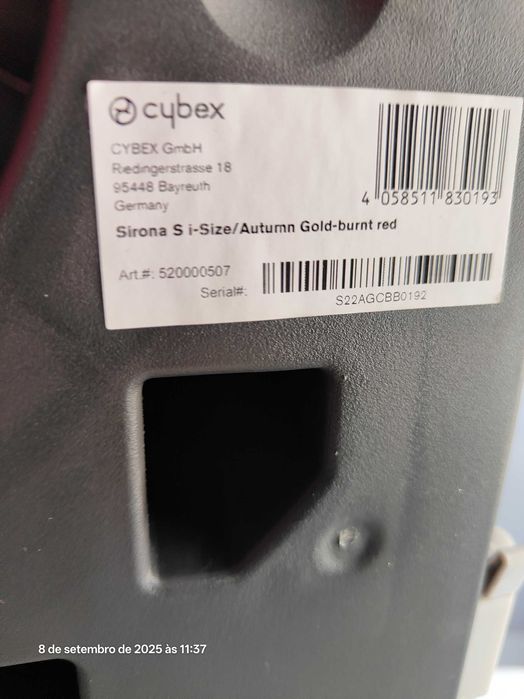 cybex
CYBEX GmbH
Riedingerstrasse 18
95448 Bayreuth
Germany
4 058511 830193
Sirona S i-Size/Autumn Gold-burnt red
Art.#: 520000507
Serial#:
S22AGCBB0192
8 de setembro de 2025 às 11:37